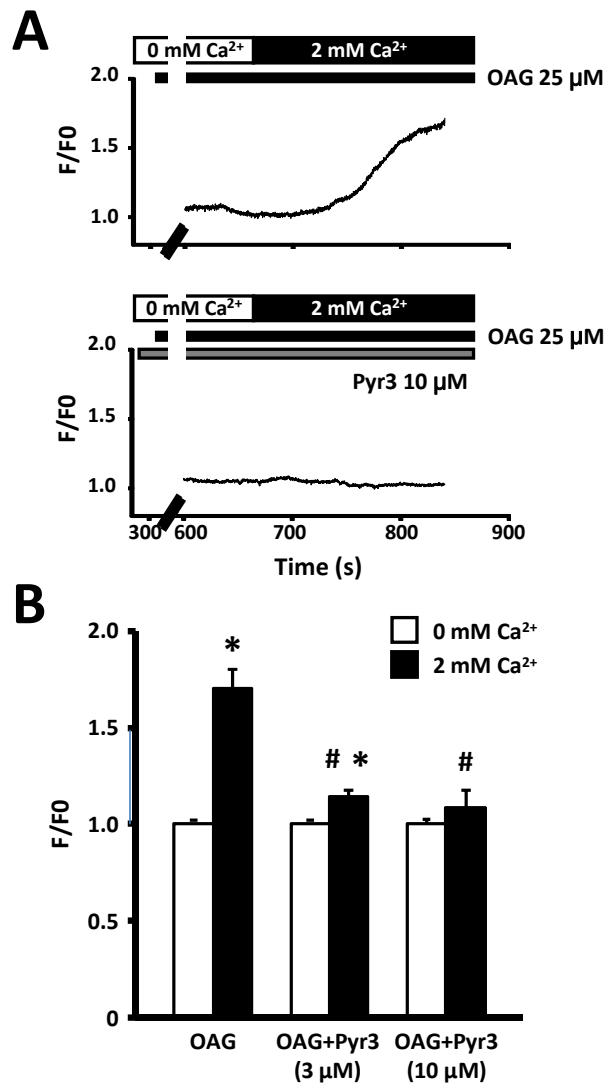 A
0 mM Ca²⁺ 2 mM Ca²⁺
2.0 OAG 25 µM
1.5
1.0
F/F0
0 mM Ca²⁺ 2 mM Ca²⁺
OAG 25 µM
2.0
Pyr3 10 µM
1.5
1.0
F/F0
300 600 700 800 900
Time (s)
B
0 mM Ca²⁺
2 mM Ca²⁺
2.0
1.5
1.0
0.5
0
F/F0
*
# *
#
OAG OAG+Pyr3 OAG+Pyr3
(3 µM) (10 µM)